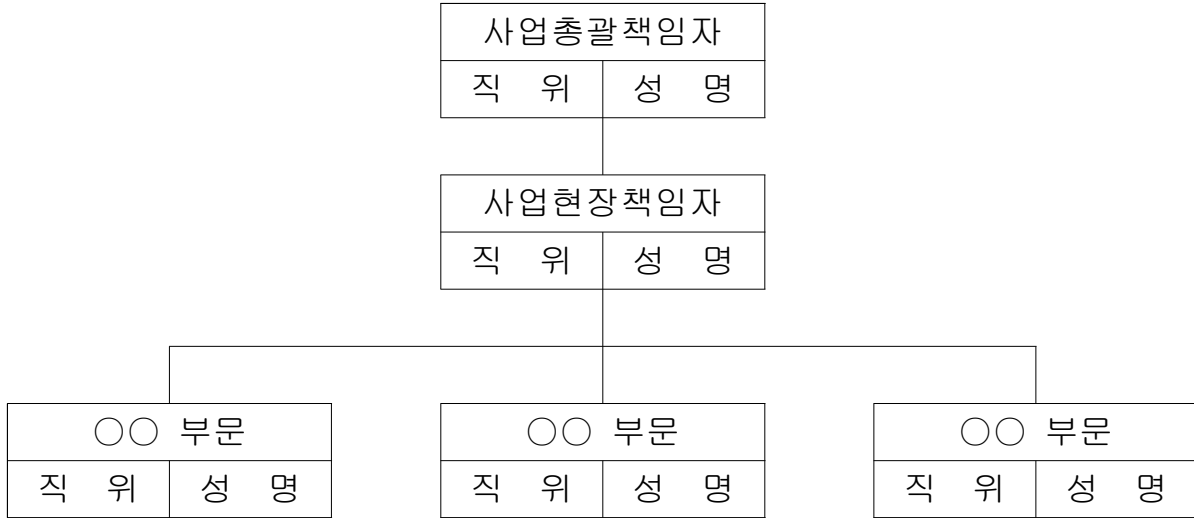 사업총괄책임자
직 위 성 명
사업현장책임자
직 위 성 명
○○ 부문 ○○ 부문 ○○ 부문
직 위 성 명 직 위 성 명 직 위 성 명